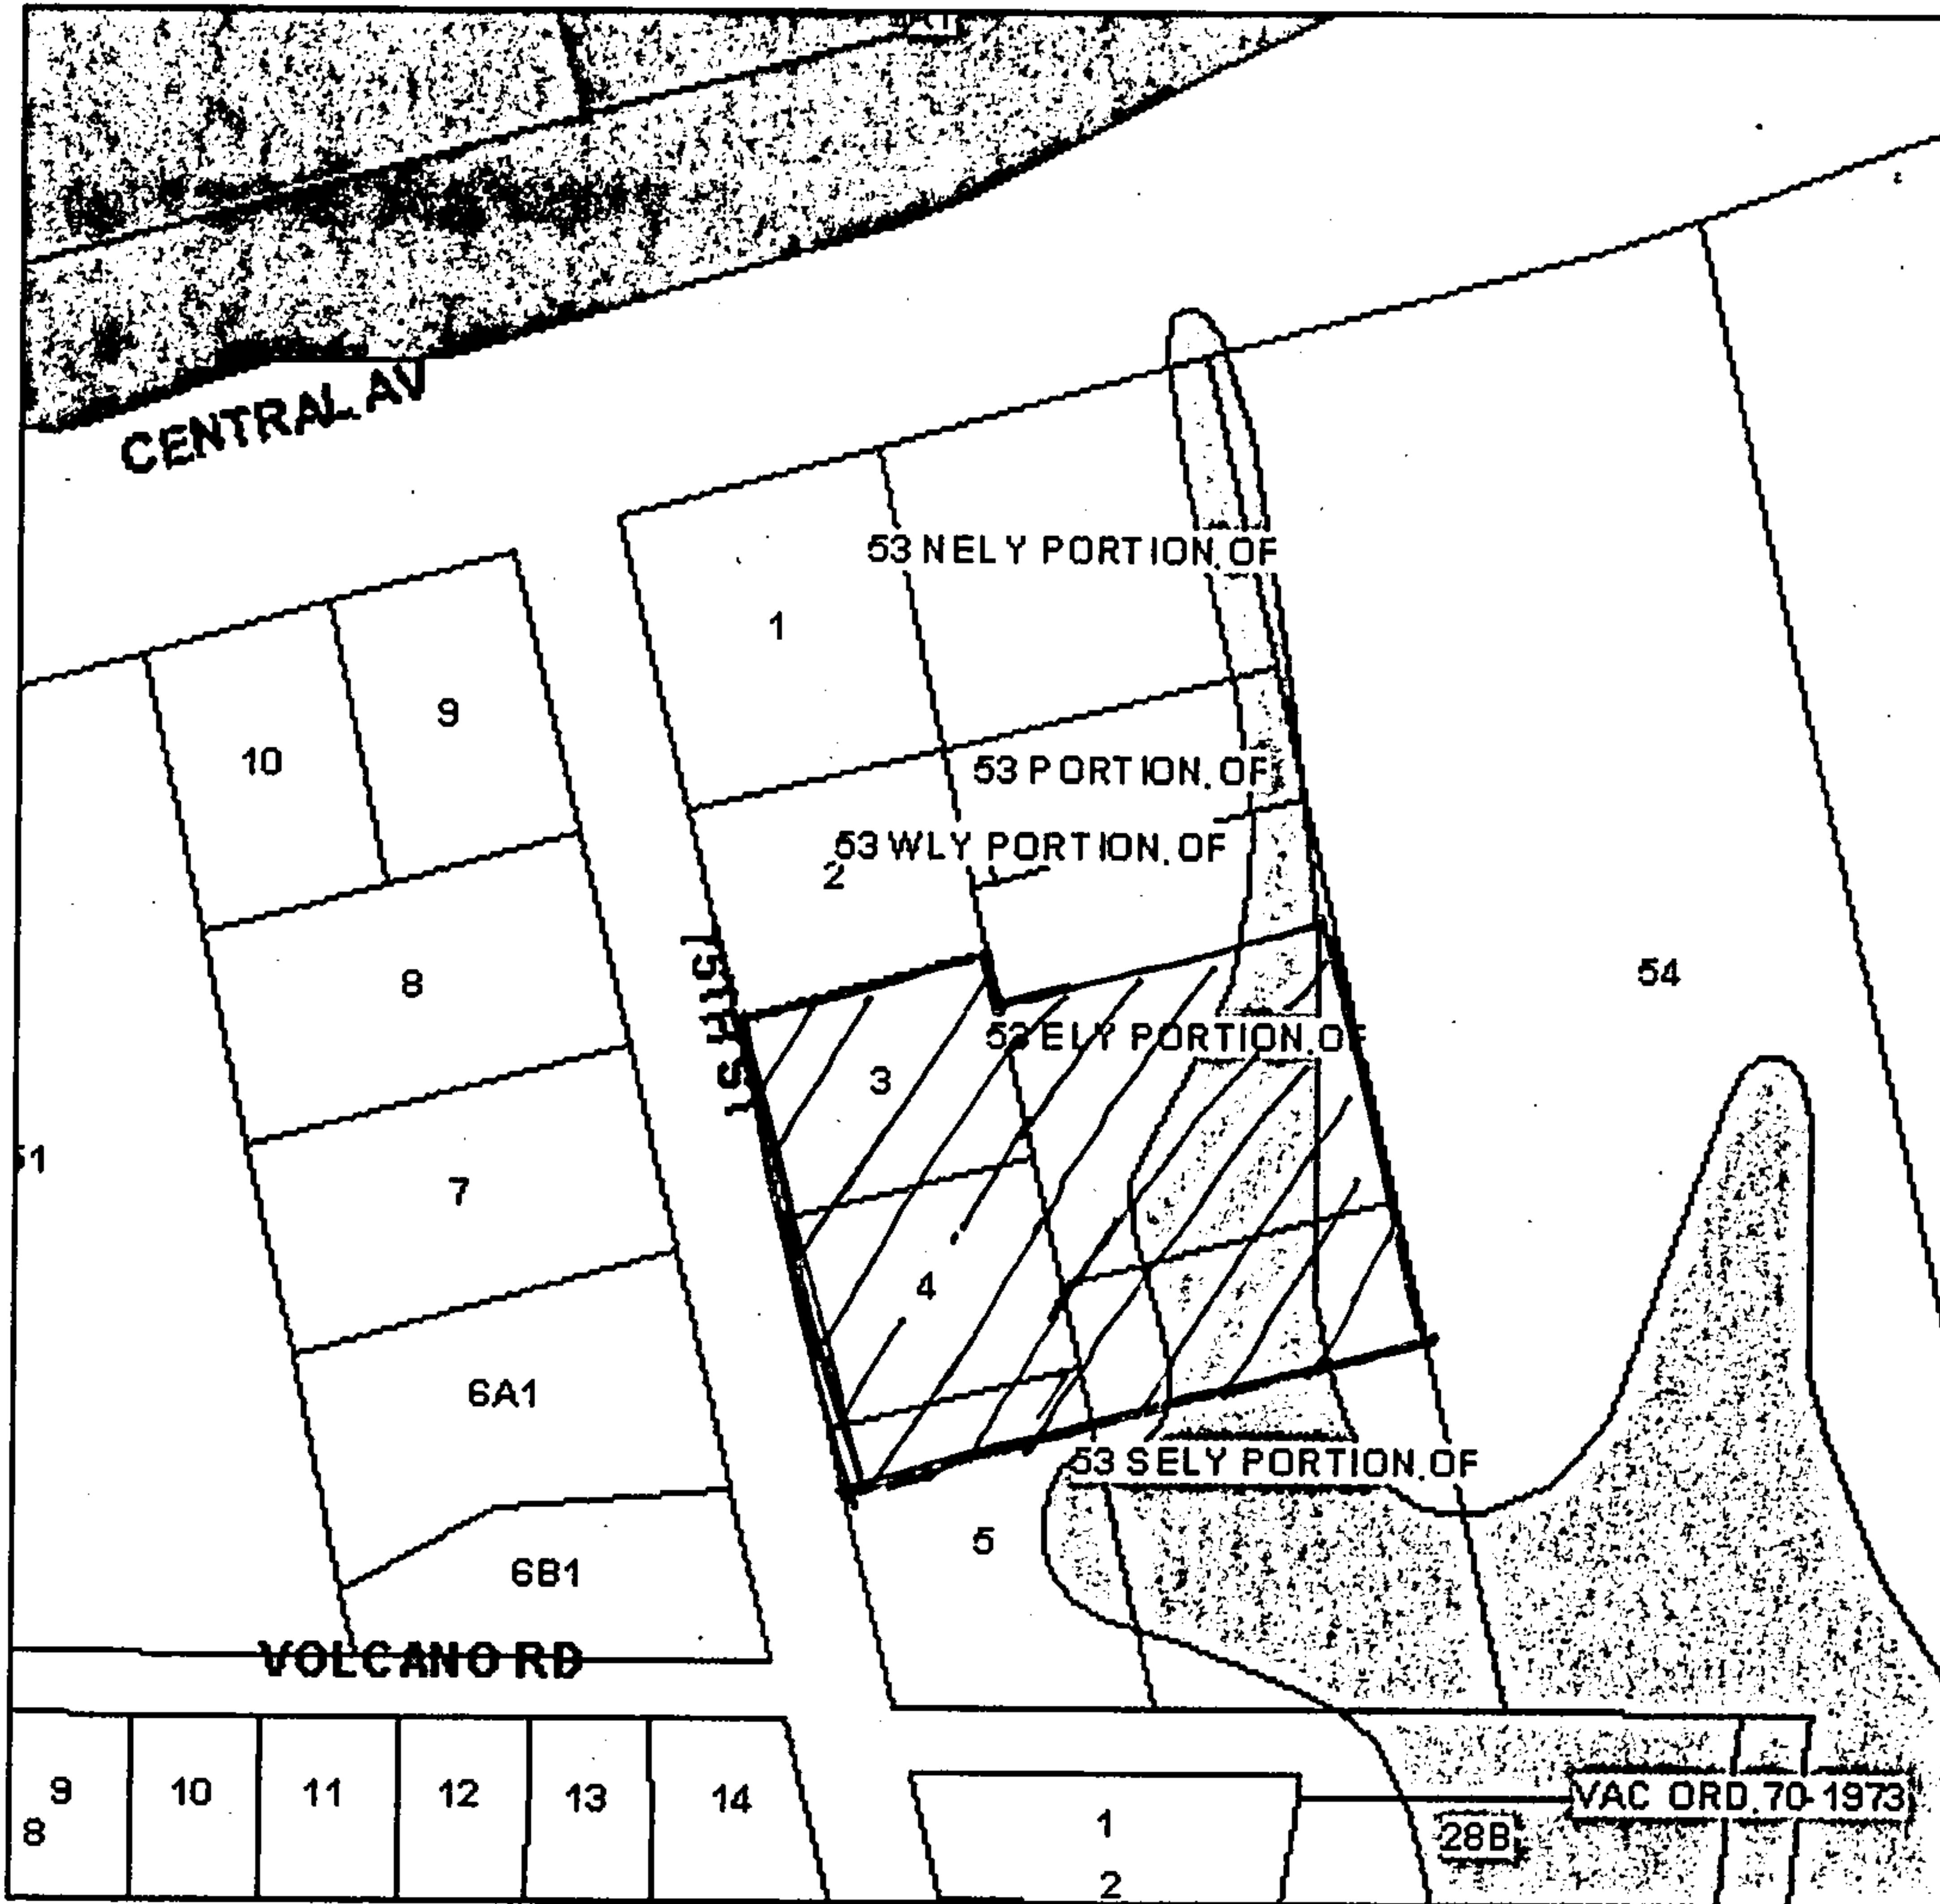 CENTRAL AV
53 NELY PORTION. OF
1
9
10
53 PORTION. OF
53 WLY PORTION. OF
2
75TH ST
8
54
53 ELY PORTION. OF
3
51
7
4
6A1
53 SELY PORTION. OF
5
6B1
VOLCANO RD
9
10
11
12
13
14
1
VAC ORD. 70-1973
8
28B
2